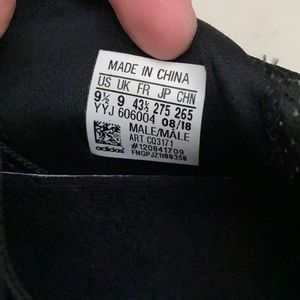 MADE IN CHINA
US UK FR JP CHN
9½ 9 43⅓ 275 265
YYJ 606004 08/18
MALE/MÂLE
ART CQ3171
#120841709
adidas